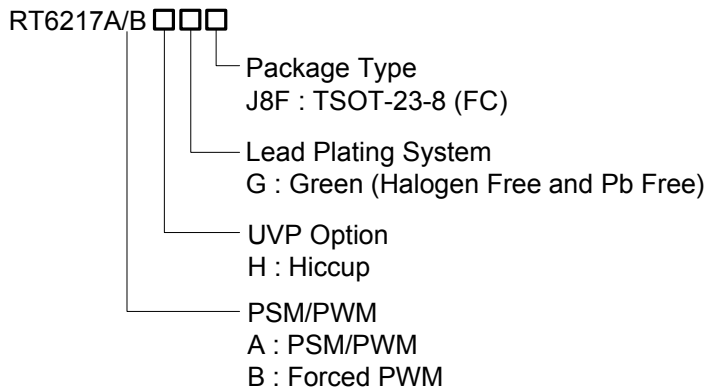 RT6217A/B
Package Type
J8F : TSOT-23-8 (FC)
Lead Plating System
G : Green (Halogen Free and Pb Free)
UVP Option
H : Hiccup
PSM/PWM
A : PSM/PWM
B : Forced PWM